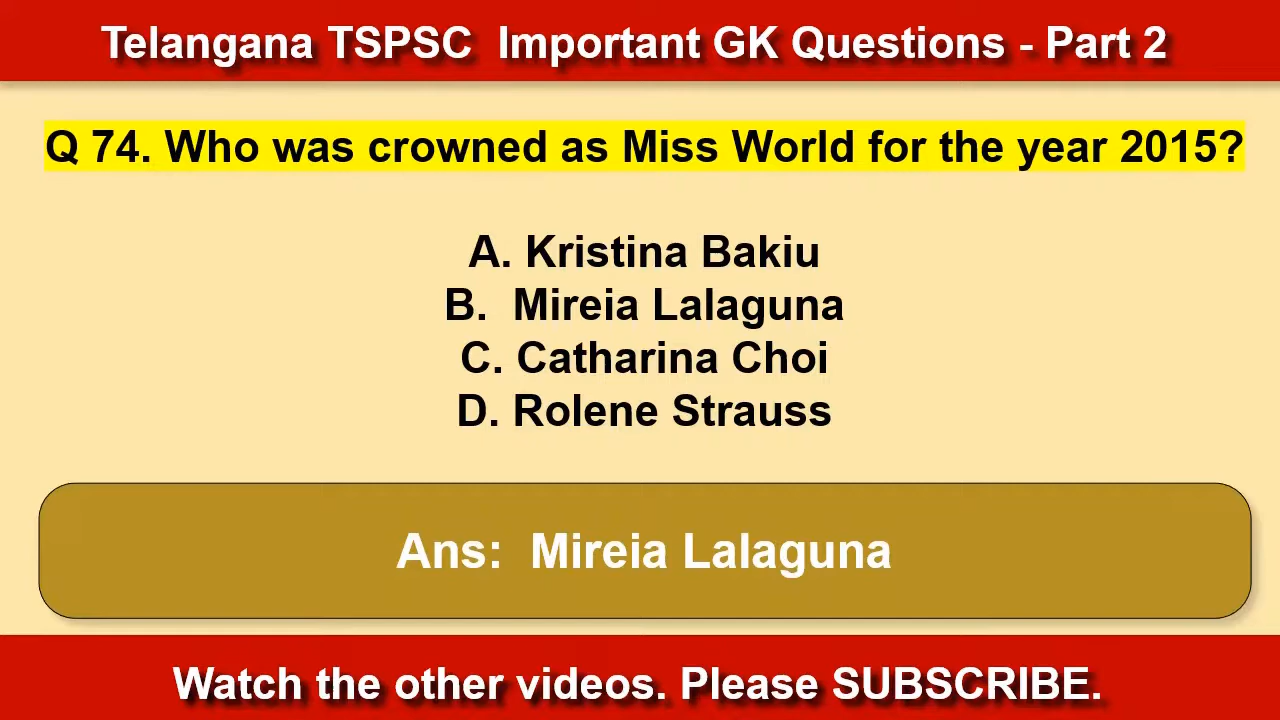 Telangana TSPSC  Important GK Questions - Part 2
Q 74. Who was crowned as Miss World for the year 2015?
A. Kristina Bakiu
B.  Mireia Lalaguna
C. Catharina Choi
D. Rolene Strauss
Ans:  Mireia Lalaguna
Watch the other videos. Please SUBSCRIBE.